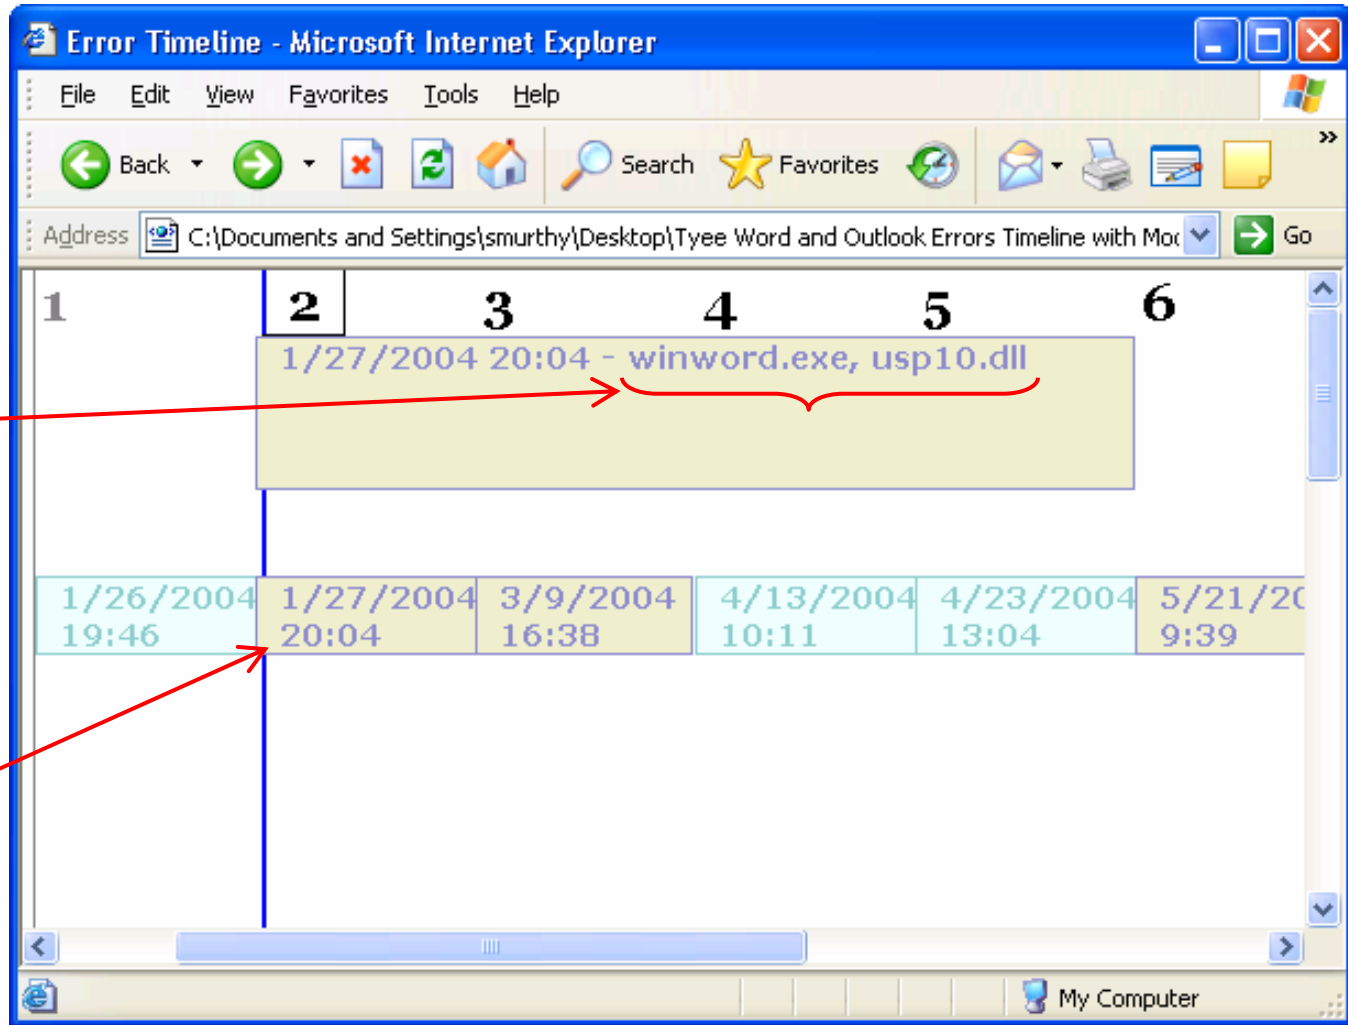 Error Timeline - Microsoft Internet Explorer
File Edit View Favorites Tools Help
Back Search Favorites
Address C:\Documents and Settings\smurthy\Desktop\Tyee Word and Outlook Errors Timeline with Mo Go
1 2 3 4 5 6
1/27/2004 20:04 - winword.exe, usp10.dll
1/26/2004 1/27/2004 3/9/2004 4/13/2004 4/23/2004 5/21/20
19:46 20:04 16:38 10:11 13:04 9:39
My Computer